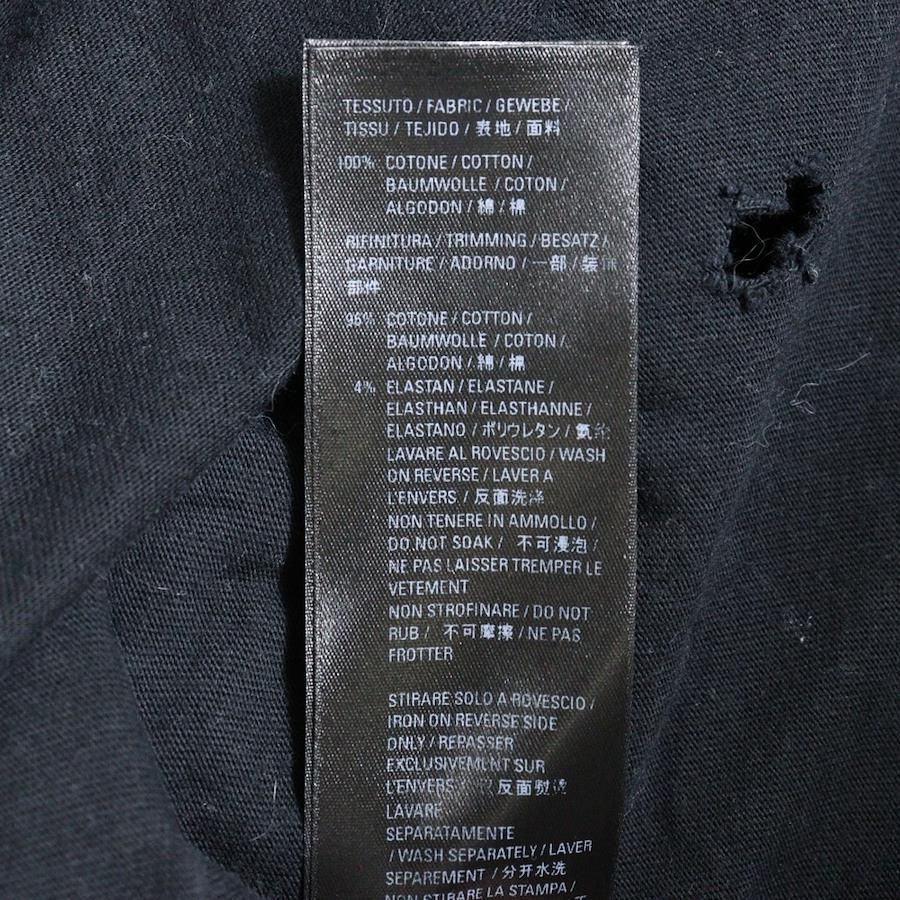 TESSUTO / FABRIC / GEWEBE /
TISSU / TEJIDO / 表地 / 面料
100% COTONE / COTTON /
BAUMWOLLE / COTON /
ALGODON / 綿 / 棉
RIFINITURA / TRIMMING / BESATZ /
GARNITURE / ADORNO / 一部 / 装饰
部件
96% COTONE / COTTON /
BAUMWOLLE / COTON /
ALGODON / 綿 / 棉
4% ELASTAN / ELASTANE /
ELASTHAN / ELASTHANNE /
ELASTANO / ポリウレタン / 氨纶
LAVARE AL ROVESCIO / WASH
ON REVERSE / LAVER A
L'ENVERS / 反面洗涤
NON TENERE IN AMMOLLO /
DO NOT SOAK / 不可浸泡 /
NE PAS LAISSER TREMPER LE
VETEMENT
NON STROFINARE / DO NOT
RUB / 不可摩擦 / NE PAS
FROTTER
STIRARE SOLO A ROVESCIO /
IRON ON REVERSE SIDE
ONLY / REPASSER
EXCLUSIVEMENT SUR
L'ENVERS / 反面熨烫
LAVARE
SEPARATAMENTE
/ WASH SEPARATELY / LAVER
SEPAREMENT / 分开水洗
NON STIRARE LA STAMPA /